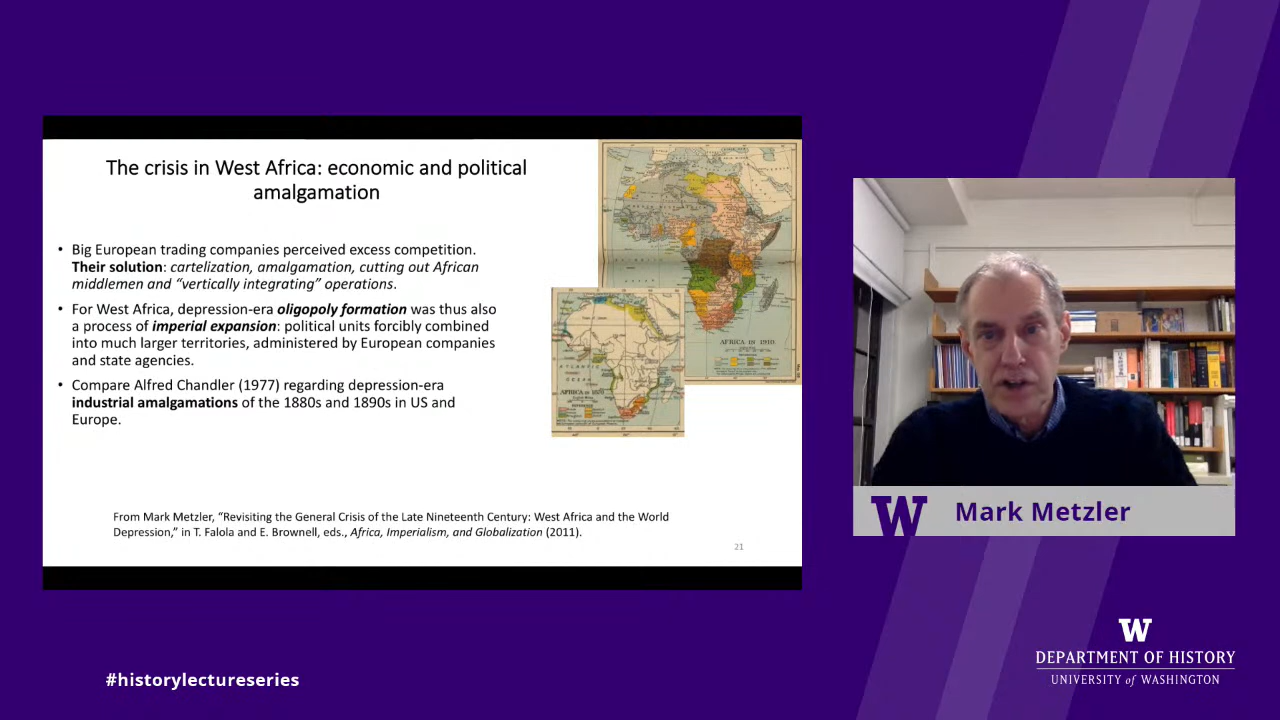 The crisis in West Africa: economic and political
amalgamation
• Big European trading companies perceived excess competition.
Their solution: cartelization, amalgamation, cutting out African
middlemen and “vertically integrating” operations.
• For West Africa, depression-era oligopoly formation was thus also
a process of imperial expansion: political units forcibly combined
into much larger territories, administered by European companies
and state agencies.
• Compare Alfred Chandler (1977) regarding depression-era
industrial amalgamations of the 1880s and 1890s in US and
Europe.
From Mark Metzler, “Revisiting the General Crisis of the Late Nineteenth Century: West Africa and the World
Depression,” in T. Falola and E. Brownell, eds., Africa, Imperialism, and Globalization (2011).
21
AFRICA IN 1910
W Mark Metzler
W
DEPARTMENT OF HISTORY
UNIVERSITY of WASHINGTON
#historylectureseries